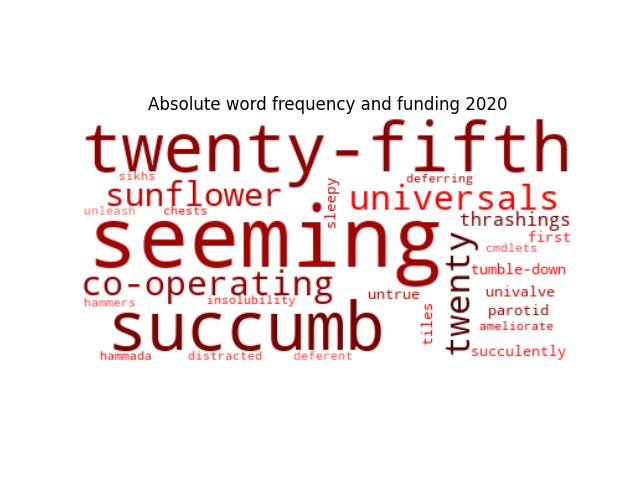 Absolute word frequency and funding 2020
twenty-fifth
sikhs
deferring
sunflower
sleepy
universals
unleash
chests
thrashings
seeming
first
cmdlets
twenty
tumble-down
co-operating
untrue
univalve
hammers
insolubility
parotid
succumb
tiles
ameliorate
succulently
hammada
distracted
deferent